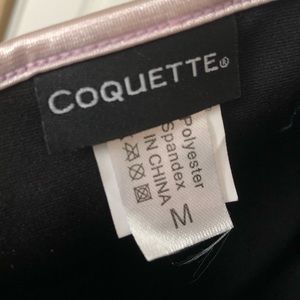 COQUETTE®
Polyester
Spandex
IN CHINA
M